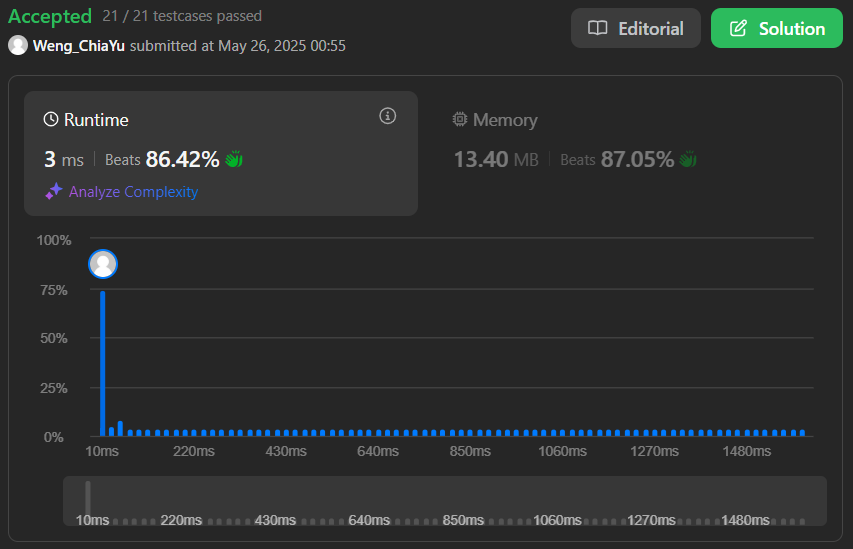 Accepted 21 / 21 testcases passed
Weng_ChiaYu submitted at May 26, 2025 00:55
Editorial
Solution
Runtime
3 ms Beats 86.42%
Analyze Complexity
Memory
13.40 MB Beats 87.05%
100%
75%
50%
25%
0%
10ms 220ms 430ms 640ms 850ms 1060ms 1270ms 1480ms
10ms 220ms 430ms 640ms 850ms 1060ms 1270ms 1480ms